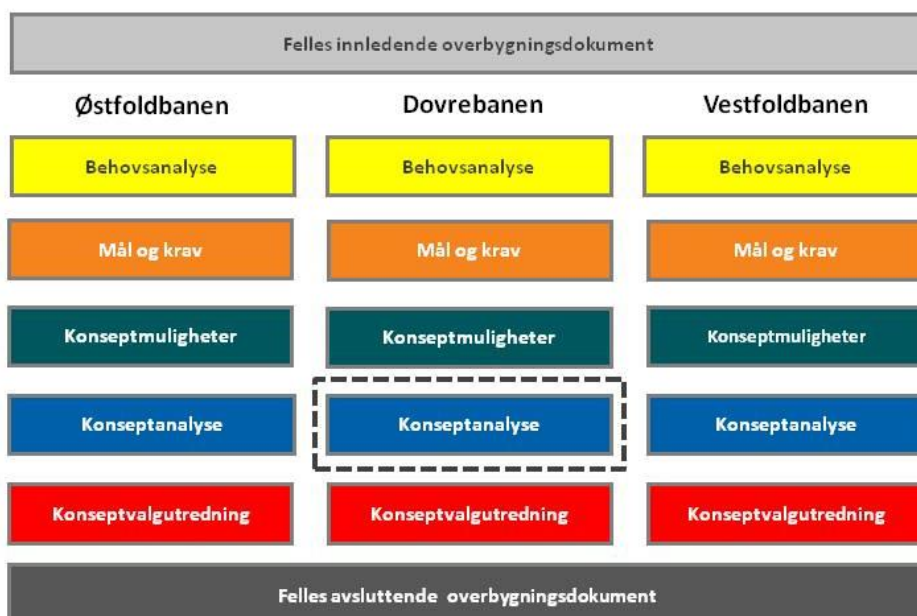 Felles innledende overbygningsdokument
Østfoldbanen Dovrebanen Vestfoldbanen
Behovsanalyse Behovsanalyse Behovsanalyse
Mål og krav Mål og krav Mål og krav
Konseptmuligheter Konseptmuligheter Konseptmuligheter
Konseptanalyse Konseptanalyse Konseptanalyse
Konseptvalgutredning Konseptvalgutredning Konseptvalgutredning
Felles avsluttende overbygningsdokument